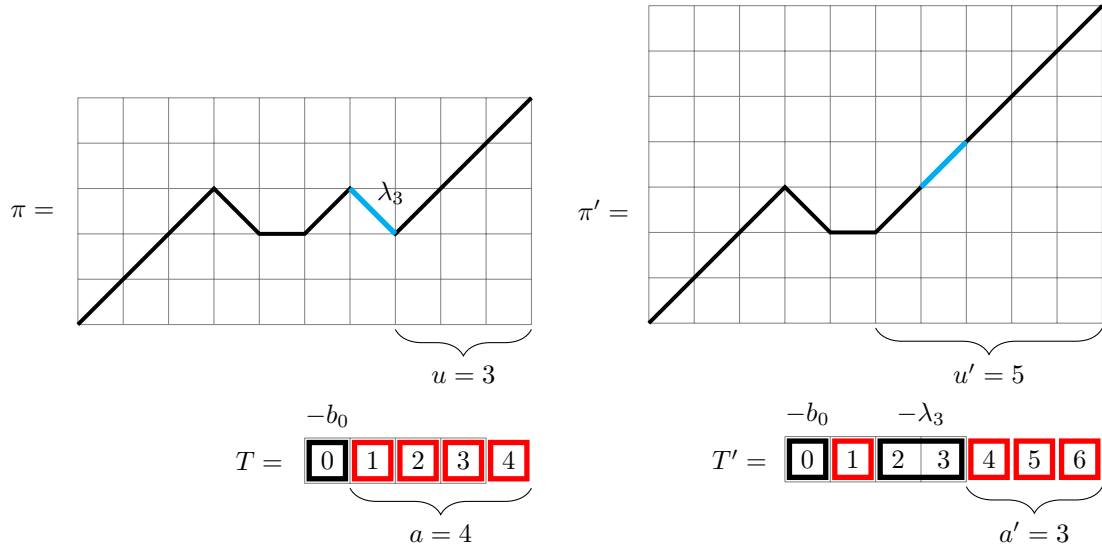 π =
λ₃
u = 3
−b₀
T = 0 1 2 3 4
a = 4
π′ =
u′ = 5
−b₀ −λ₃
T′ = 0 1 2 3 4 5 6
a′ = 3